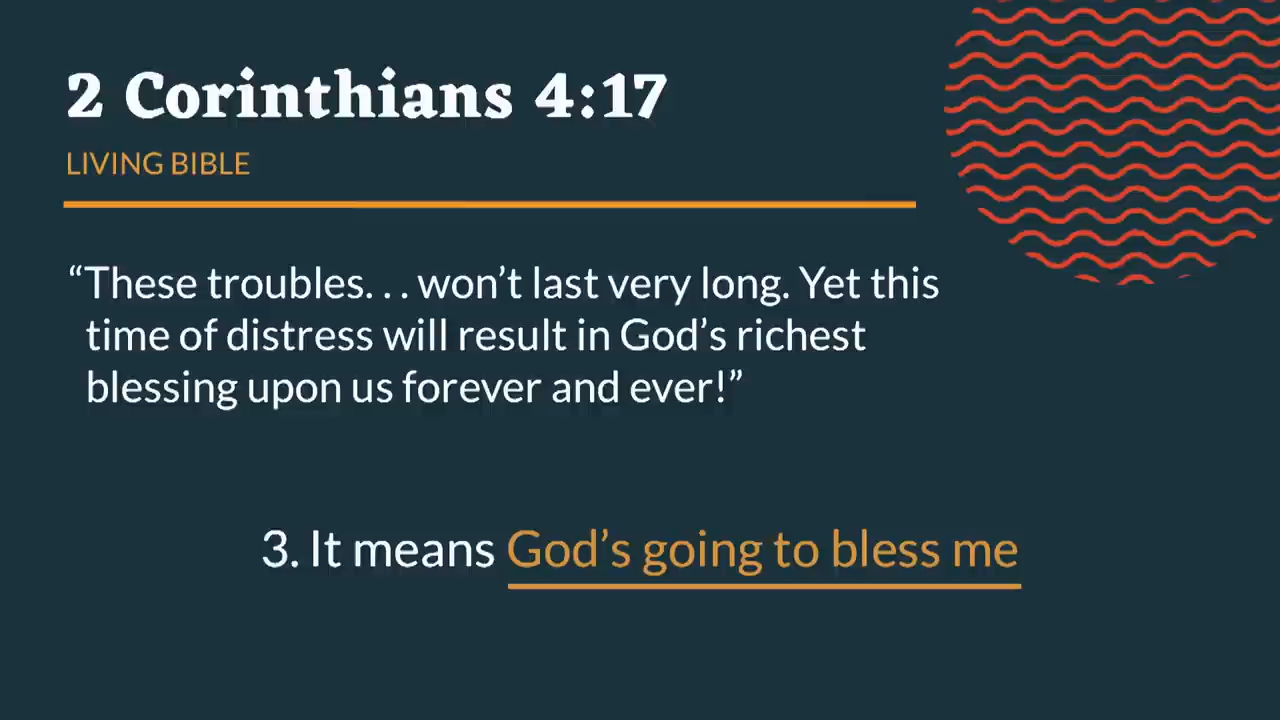 2 Corinthians 4:17
LIVING BIBLE
“These troubles. . . won’t last very long. Yet this
time of distress will result in God’s richest
blessing upon us forever and ever!”
3. It means God’s going to bless me